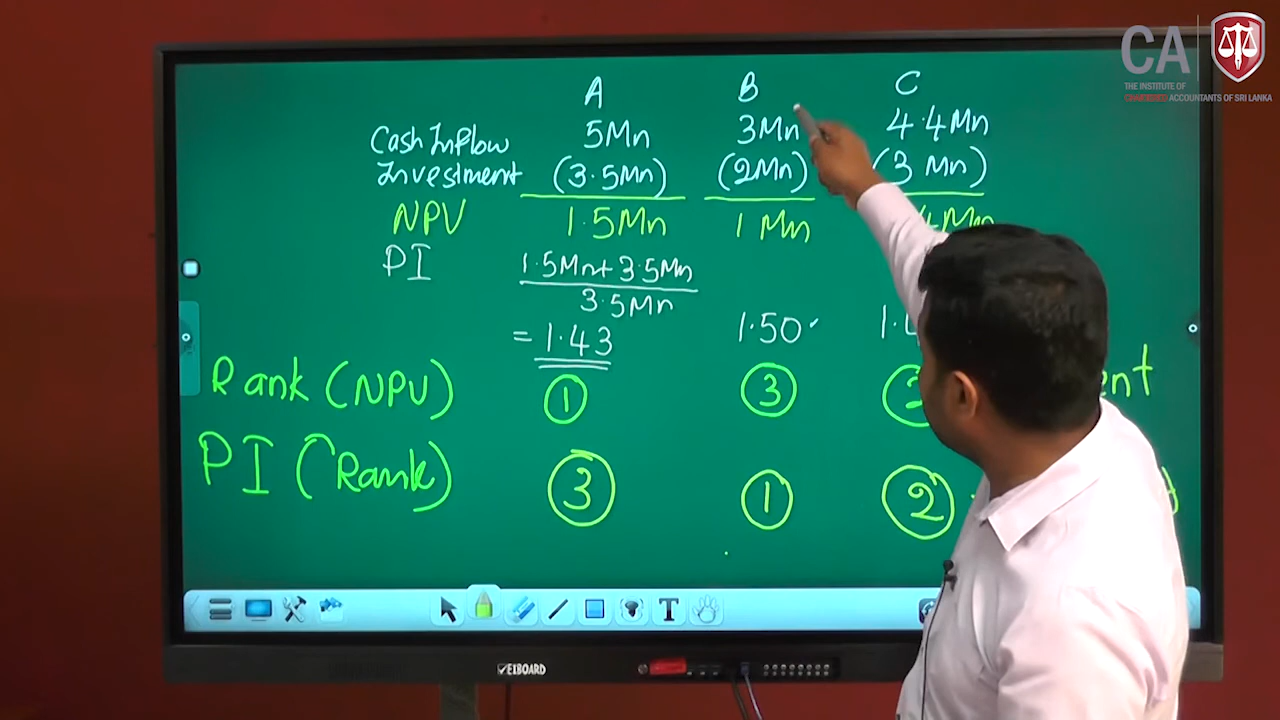 CA
THE INSTITUTE OF
CHARTERED ACCOUNTANTS OF SRI LANKA
A B C
Cash Inflow 5Mn 3Mn 4.4Mn
Investment (3.5Mn) (2Mn) (3 Mn)
NPV 1.5Mn 1 Mn
PI 1.5Mn + 3.5Mn
3.5Mn
= 1.43 1.50
Rank (NPV) 1 3
PI (Rank) 3 1 2
T
EIBOARD